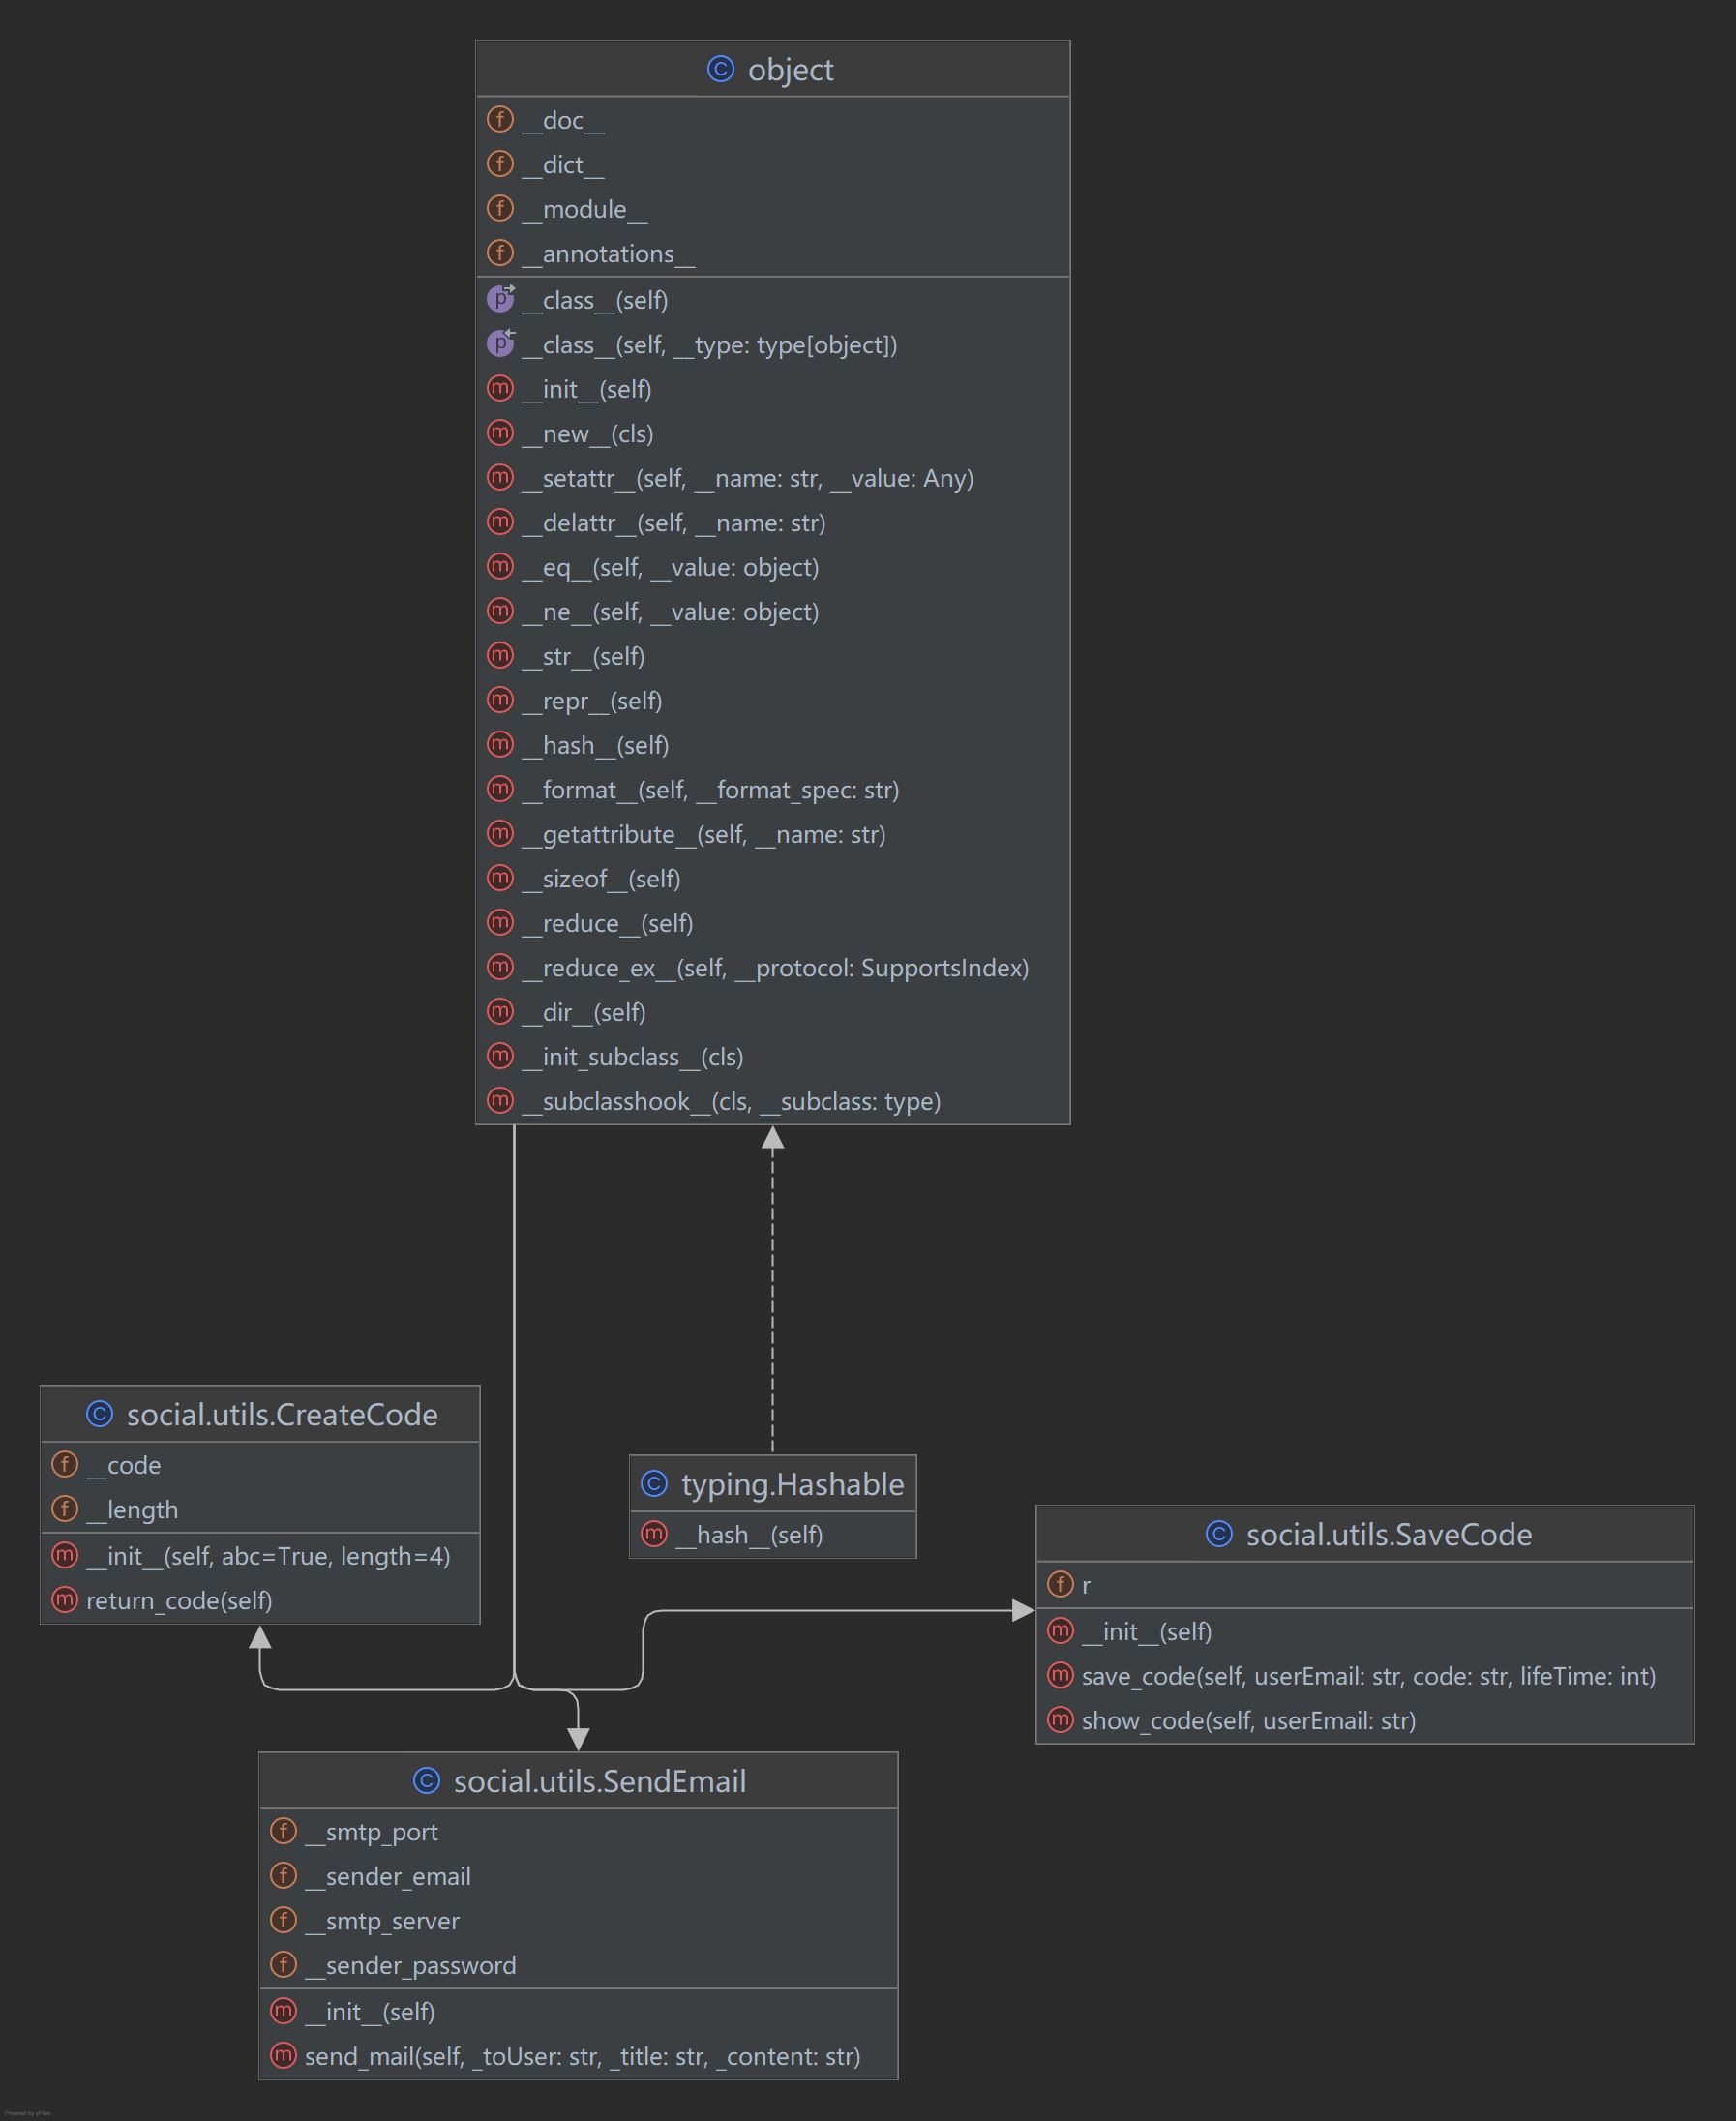 object
__doc__
__dict__
__module__
__annotations__
__class__(self)
__class__(self, __type: type[object])
__init__(self)
__new__(cls)
__setattr__(self, __name: str, __value: Any)
__delattr__(self, __name: str)
__eq__(self, __value: object)
__ne__(self, __value: object)
__str__(self)
__repr__(self)
__hash__(self)
__format__(self, __format_spec: str)
__getattribute__(self, __name: str)
__sizeof__(self)
__reduce__(self)
__reduce_ex__(self, __protocol: SupportsIndex)
__dir__(self)
__init_subclass__(cls)
__subclasshook__(cls, __subclass: type)
social.utils.CreateCode
__code
__length
__init__(self, abc=True, length=4)
return_code(self)
typing.Hashable
__hash__(self)
social.utils.SaveCode
r
__init__(self)
save_code(self, userEmail: str, code: str, lifeTime: int)
show_code(self, userEmail: str)
social.utils.SendEmail
__smtp_port
__sender_email
__smtp_server
__sender_password
__init__(self)
send_mail(self, _toUser: str, _title: str, _content: str)
Powered by yFiles